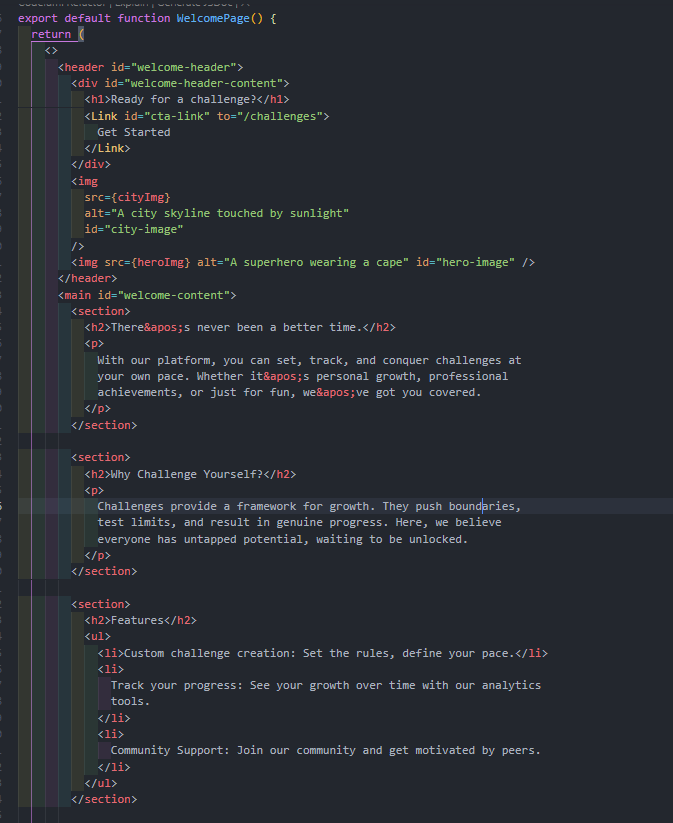 Codeium: Refactor | Explain | Generate JSDoc | X
export default function WelcomePage() {
  return (
    <>
      <header id="welcome-header">
        <div id="welcome-header-content">
          <h1>Ready for a challenge?</h1>
          <Link id="cta-link" to="/challenges">
            Get Started
          </Link>
        </div>
        <img
          src={cityImg}
          alt="A city skyline touched by sunlight"
          id="city-image"
        />
        <img src={heroImg} alt="A superhero wearing a cape" id="hero-image" />
      </header>
      <main id="welcome-content">
        <section>
          <h2>There&apos;s never been a better time.</h2>
          <p>
            With our platform, you can set, track, and conquer challenges at
            your own pace. Whether it&apos;s personal growth, professional
            achievements, or just for fun, we&apos;ve got you covered.
          </p>
        </section>

        <section>
          <h2>Why Challenge Yourself?</h2>
          <p>
            Challenges provide a framework for growth. They push boundaries,
            test limits, and result in genuine progress. Here, we believe
            everyone has untapped potential, waiting to be unlocked.
          </p>
        </section>

        <section>
          <h2>Features</h2>
          <ul>
            <li>Custom challenge creation: Set the rules, define your pace.</li>
            <li>
              Track your progress: See your growth over time with our analytics
              tools.
            </li>
            <li>
              Community Support: Join our community and get motivated by peers.
            </li>
          </ul>
        </section>